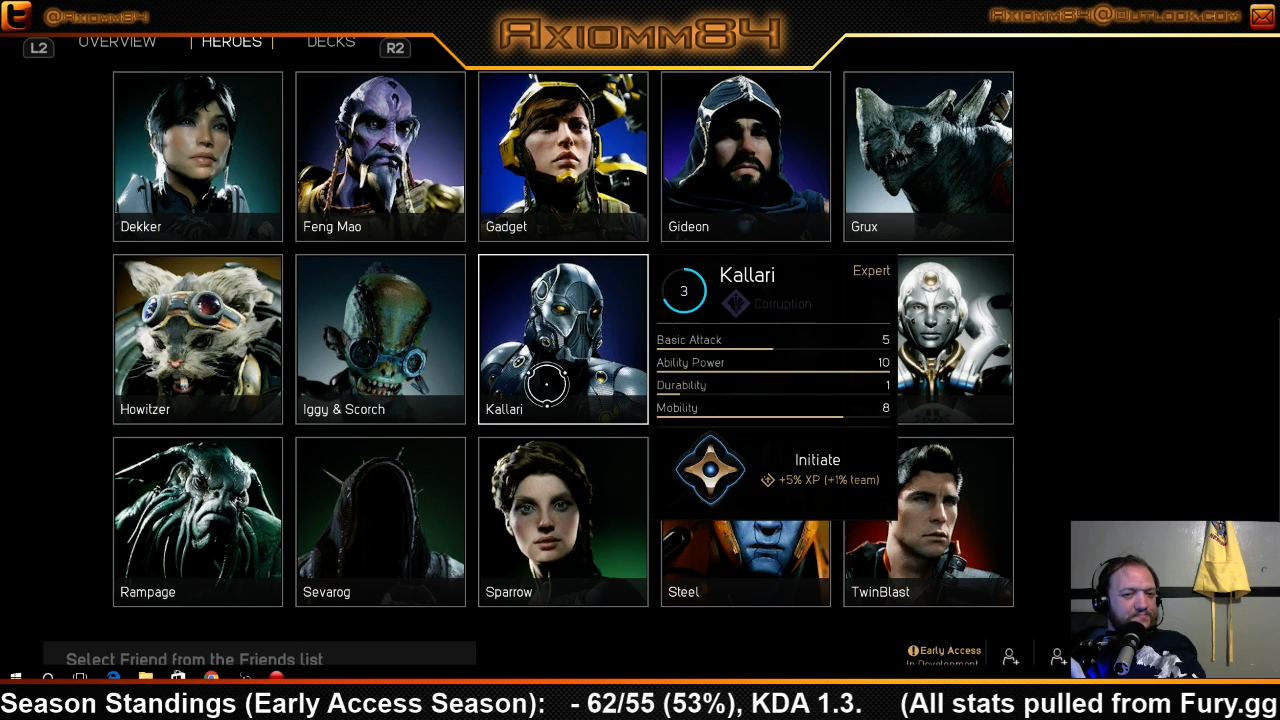 @Axiomm84
Axiomm84
Axiomm84@Outlook.com
L2 OVERVIEW HEROES DECKS R2
Dekker
Feng Mao
Gadget
Gideon
Grux
Howitzer
Iggy & Scorch
Kallari
3
Kallari
Expert
Corruption
Basic Attack 5
Ability Power 10
Durability 1
Mobility 8
Initiate
+5% XP (+1% team)
Rampage
Sevarog
Sparrow
Steel
TwinBlast
Select Friend from the Friends list
Early Access
In Development
Season Standings (Early Access Season): - 62/55 (53%), KDA 1.3. (All stats pulled from Fury.gg